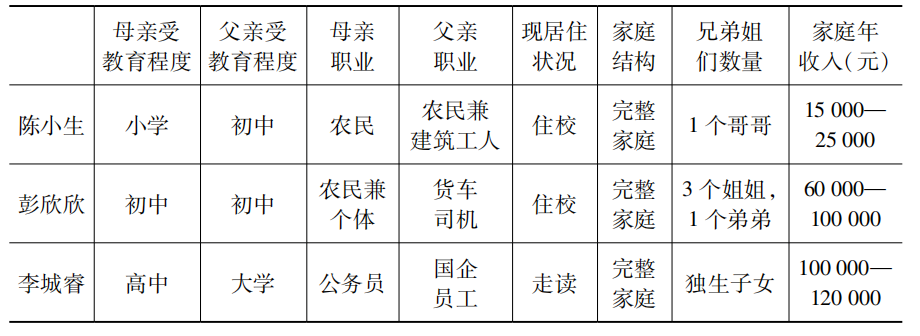 母亲受教育程度 父亲受教育程度 母亲职业 父亲职业 现居住状况 家庭结构 兄弟姐们数量 家庭年收入(元)
陈小生 小学 初中 农民 农民兼建筑工人 住校 完整家庭 1个哥哥 15 000—25 000
彭欣欣 初中 初中 农民兼个体 货车司机 住校 完整家庭 3个姐姐，1个弟弟 60 000—100 000
李城睿 高中 大学 公务员 国企员工 走读 完整家庭 独生子女 100 000—120 000